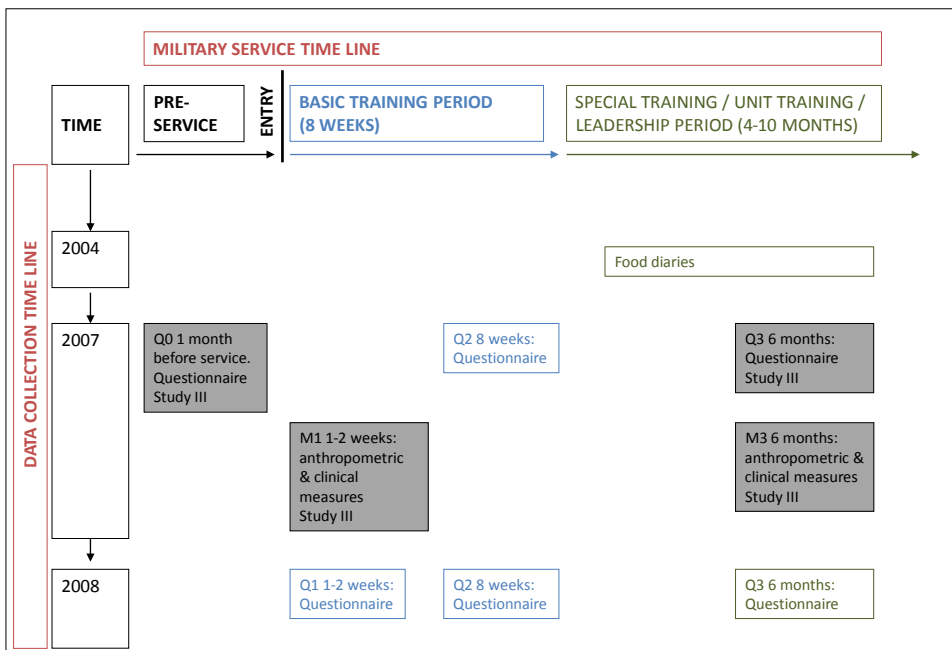 MILITARY SERVICE TIME LINE
TIME
PRE-
SERVICE
ENTRY
BASIC TRAINING PERIOD
(8 WEEKS)
SPECIAL TRAINING / UNIT TRAINING /
LEADERSHIP PERIOD (4-10 MONTHS)
DATA COLLECTION TIME LINE
2004
Food diaries
2007
Q0 1 month
before service.
Questionnaire
Study III
Q2 8 weeks:
Questionnaire
Q3 6 months:
Questionnaire
Study III
M1 1-2 weeks:
anthropometric
& clinical
measures
Study III
M3 6 months:
anthropometric &
clinical measures
Study III
2008
Q1 1-2 weeks:
Questionnaire
Q2 8 weeks:
Questionnaire
Q3 6 months:
Questionnaire